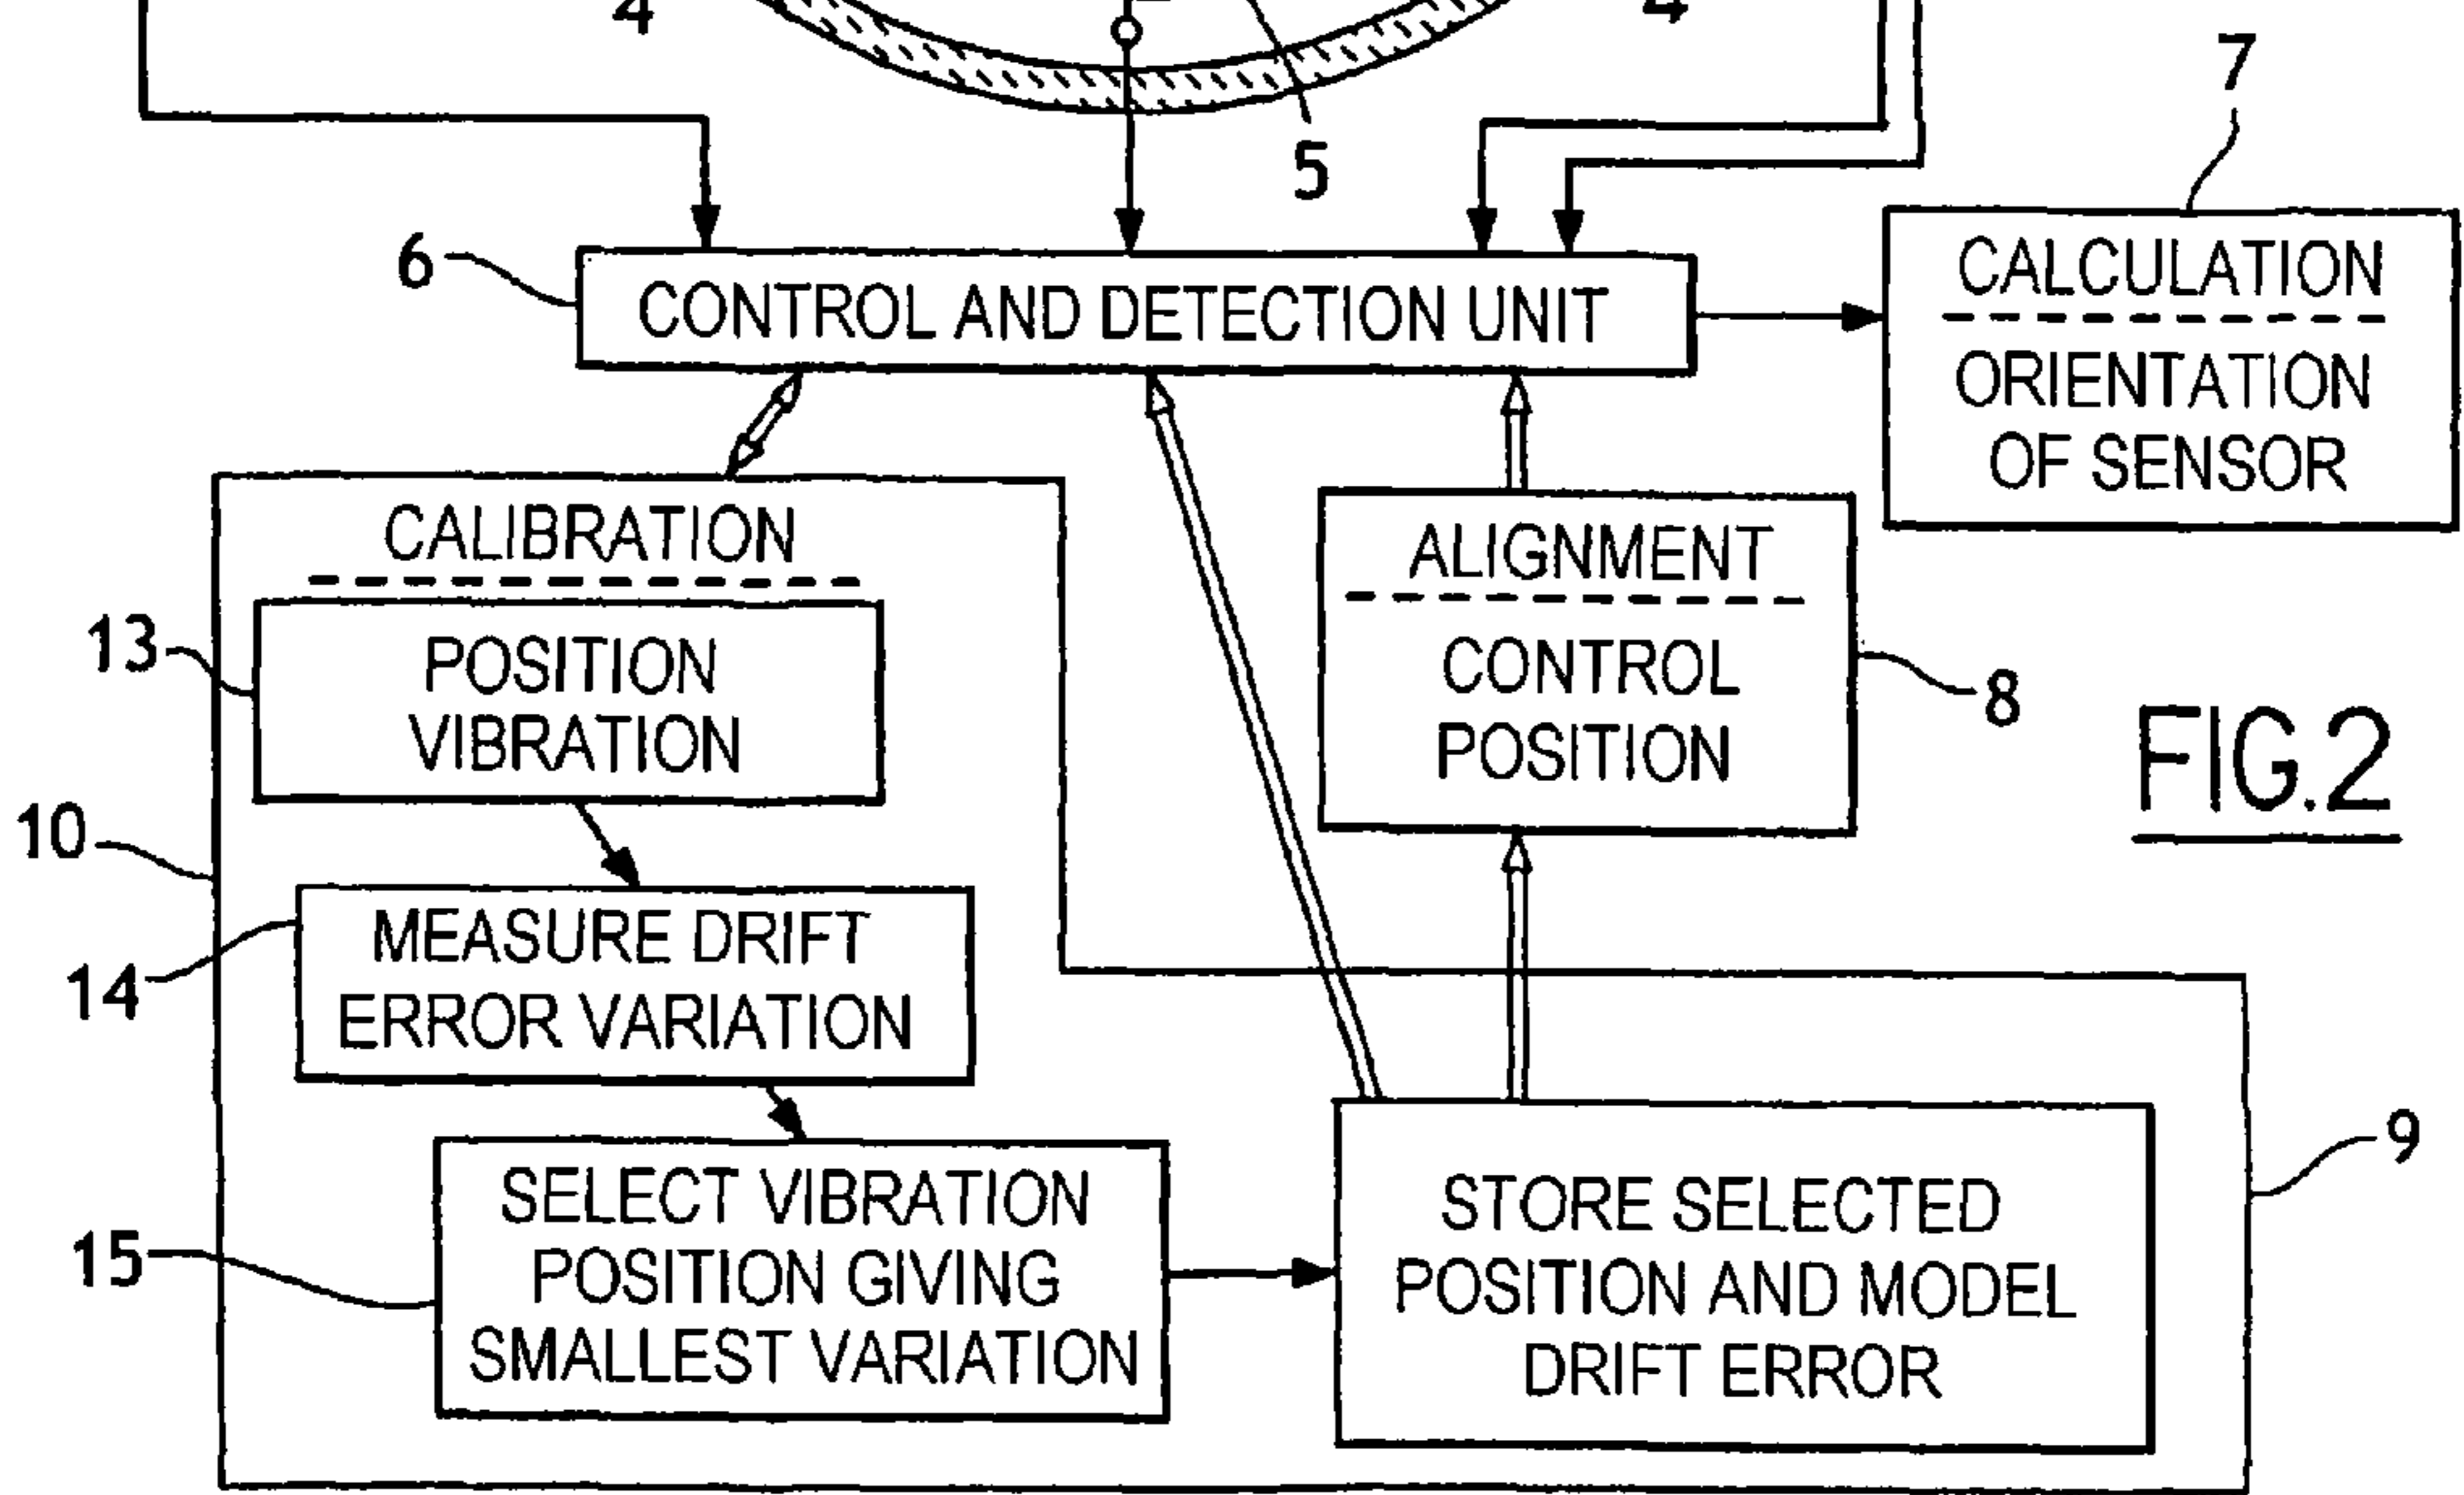 4
4
5
7
6
CONTROL AND DETECTION UNIT
CALCULATION
ORIENTATION
OF SENSOR
CALIBRATION
13
POSITION
VIBRATION
ALIGNMENT
CONTROL
POSITION
8
FIG.2
10
14
MEASURE DRIFT
ERROR VARIATION
15
SELECT VIBRATION
POSITION GIVING
SMALLEST VARIATION
STORE SELECTED
POSITION AND MODEL
DRIFT ERROR
9